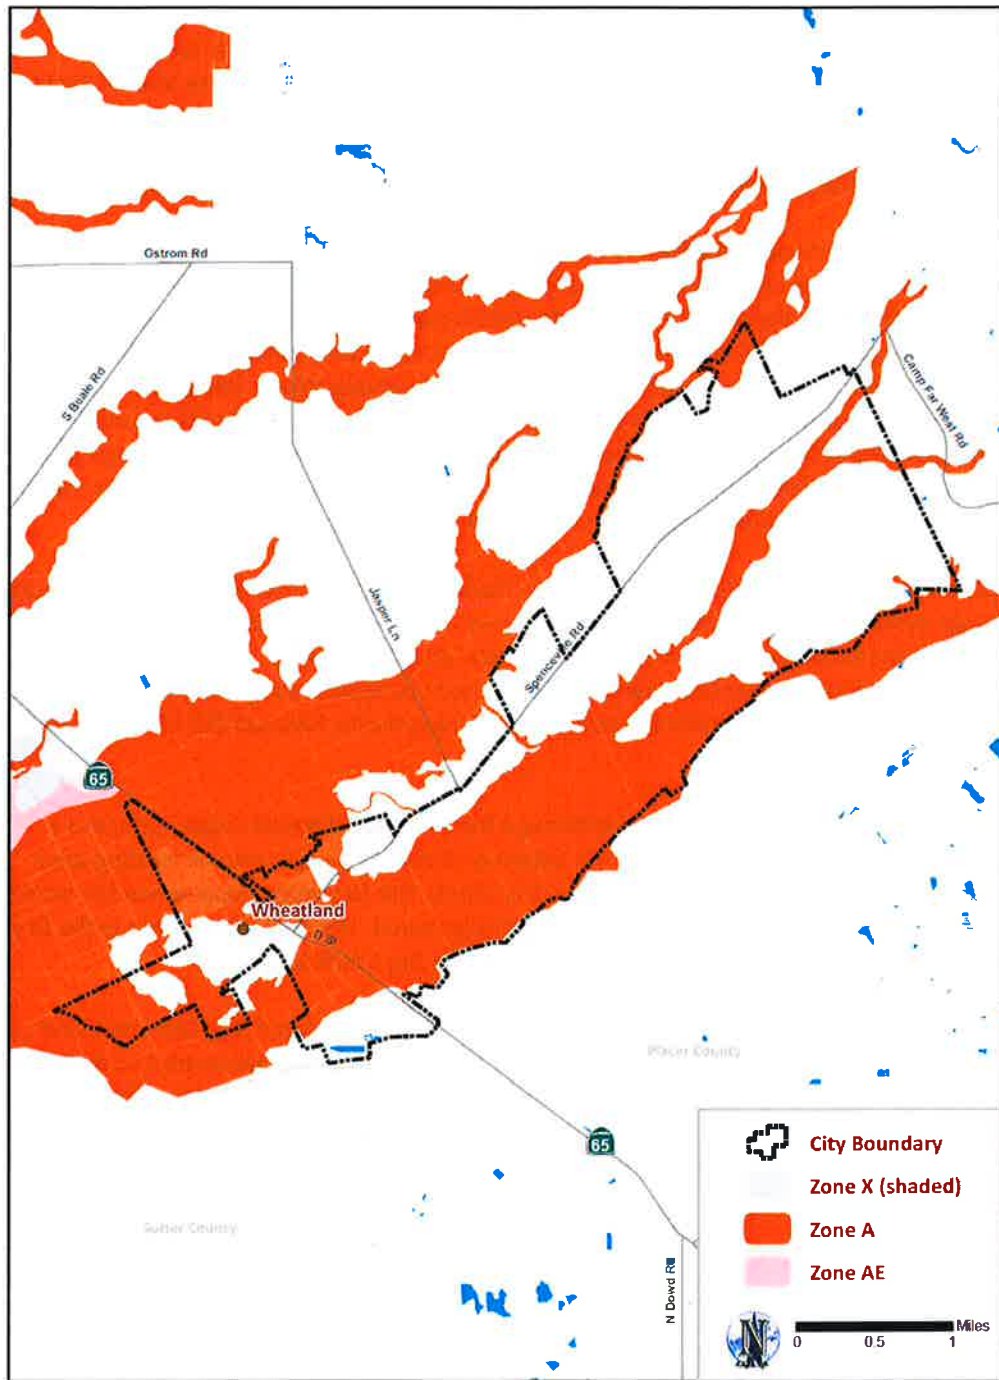 Ostrom Rd
S Beale Rd
Camp Far West Rd
Jasper Ln
Spenceville Rd
65
Wheatland
D St
Placer County
65
Sutter County
N Dowd Rd
City Boundary
Zone X (shaded)
Zone A
Zone AE
N
Miles
0 0.5 1